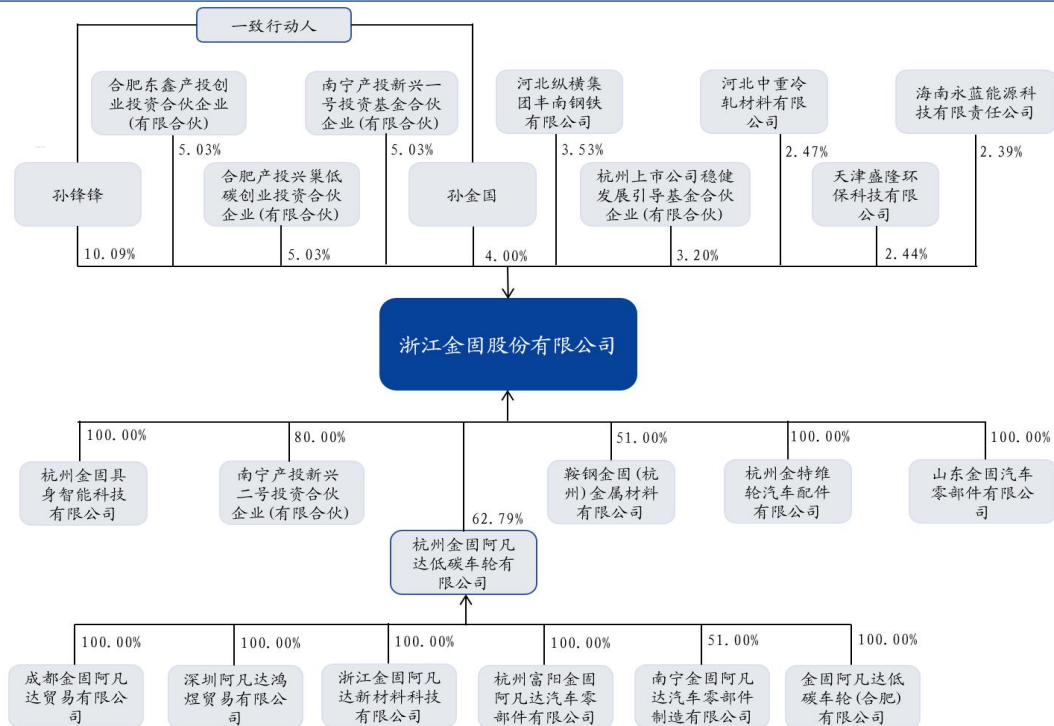 一致行动人
合肥东鑫产投创
业投资合伙企业
(有限合伙)
南宁产投新兴一
号投资基金合伙
企业(有限合伙)
河北纵横集
团丰南钢铁
有限公司
河北中重冷
轧材料有限
公司
海南永蓝能源科
技有限责任公司
5.03%
5.03%
3.53%
2.47%
2.39%
孙锋锋
合肥产投兴巢低
碳创业投资合伙
企业(有限合伙)
孙金国
杭州上市公司稳健
发展引导基金合伙
企业(有限合伙)
天津盛隆环
保科技有限
公司
10.09%
5.03%
4.00%
3.20%
2.44%
浙江金固股份有限公司
100.00%
80.00%
51.00%
100.00%
100.00%
杭州金固具
身智能科技
有限公司
南宁产投新兴
二号投资合伙
企业(有限合伙)
鞍钢金固(杭
州)金属材料
有限公司
杭州金特维
轮汽车配件
有限公司
山东金固汽车
零部件有限公
司
62.79%
杭州金固阿凡
达低碳车轮有
限公司
100.00%
100.00%
100.00%
100.00%
51.00%
100.00%
成都金固阿凡
达贸易有限公
司
深圳阿凡达鸿
煜贸易有限公
司
浙江金固阿凡
达新材料科技
有限公司
杭州富阳金固
阿凡达汽车零
部件有限公司
南宁金固阿凡
达汽车零部件
制造有限公司
金固阿凡达低
碳车轮(合肥)
有限公司